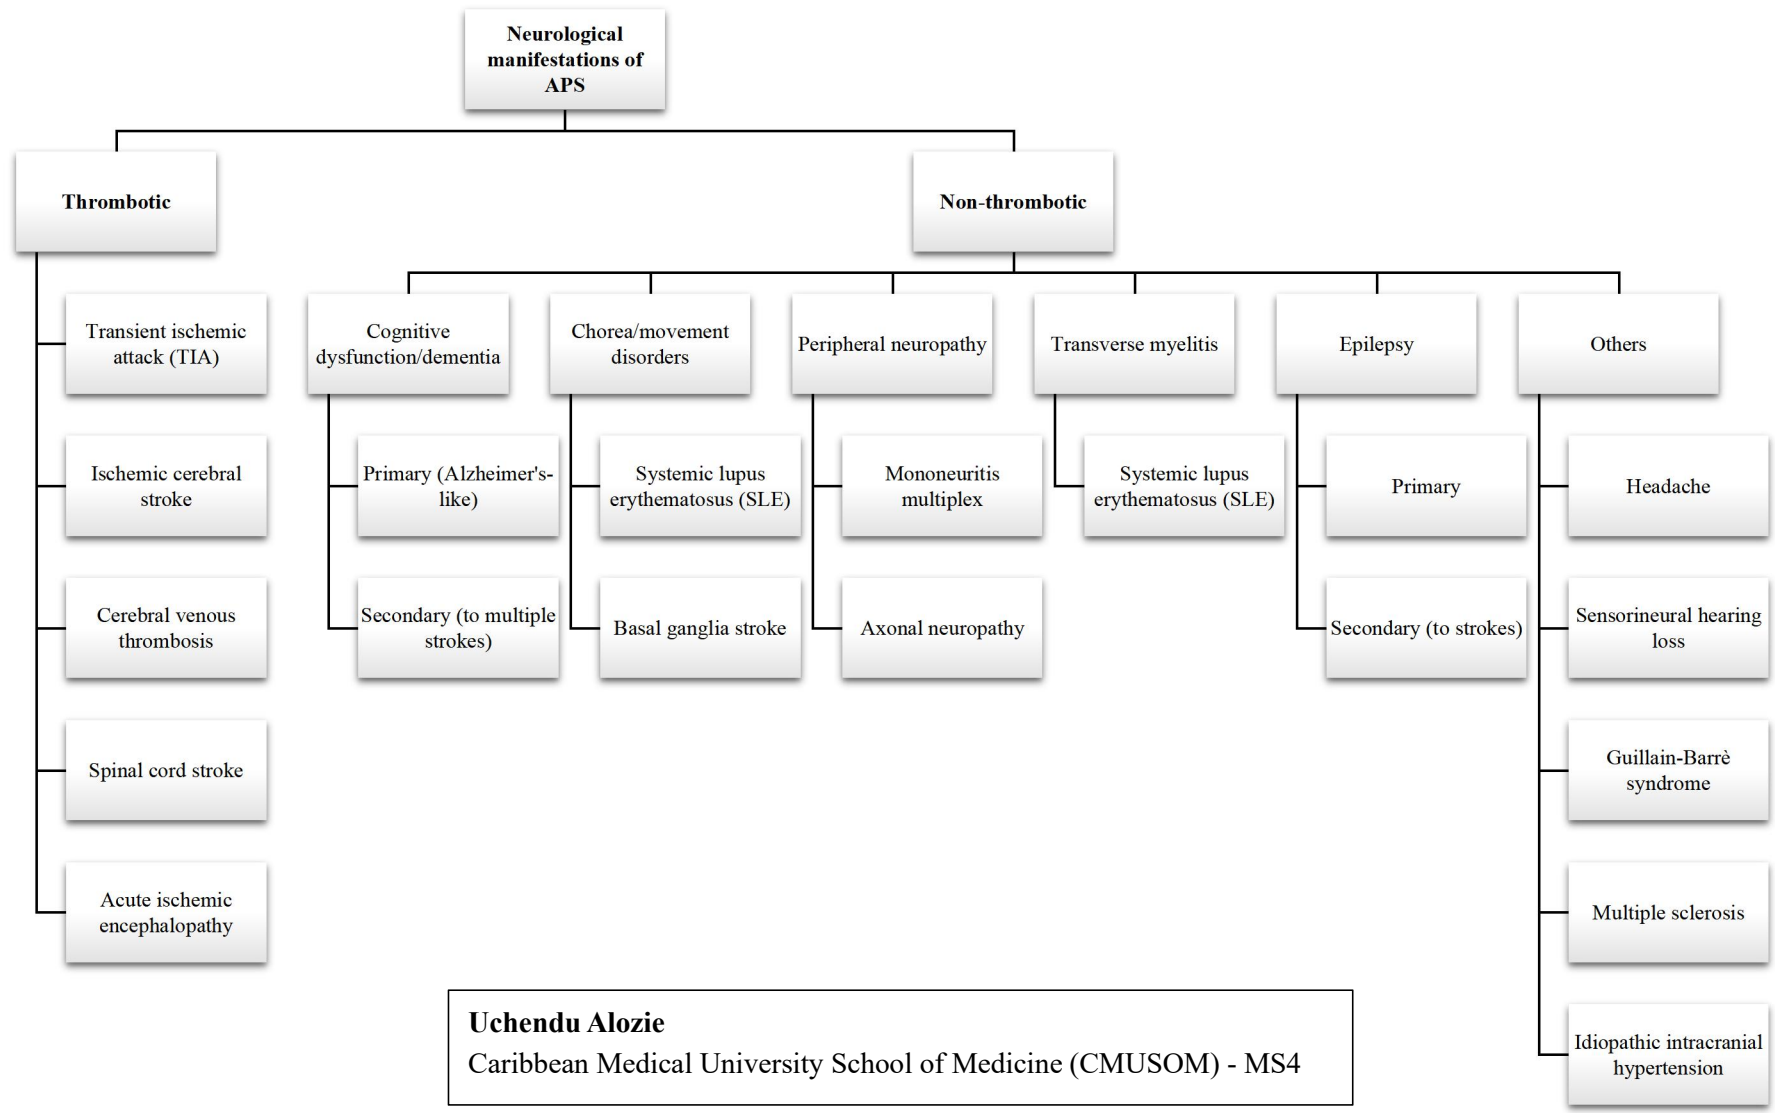 Neurological
manifestations of
APS
Thrombotic
Non-thrombotic
Transient ischemic
attack (TIA)
Ischemic cerebral
stroke
Cerebral venous
thrombosis
Spinal cord stroke
Acute ischemic
encephalopathy
Cognitive
dysfunction/dementia
Primary (Alzheimer's-
like)
Secondary (to multiple
strokes)
Chorea/movement
disorders
Systemic lupus
erythematosus (SLE)
Basal ganglia stroke
Peripheral neuropathy
Mononeuritis
multiplex
Axonal neuropathy
Transverse myelitis
Systemic lupus
erythematosus (SLE)
Epilepsy
Primary
Secondary (to strokes)
Others
Headache
Sensorineural hearing
loss
Guillain-Barrè
syndrome
Multiple sclerosis
Idiopathic intracranial
hypertension
Uchendu Alozie
Caribbean Medical University School of Medicine (CMUSOM) - MS4